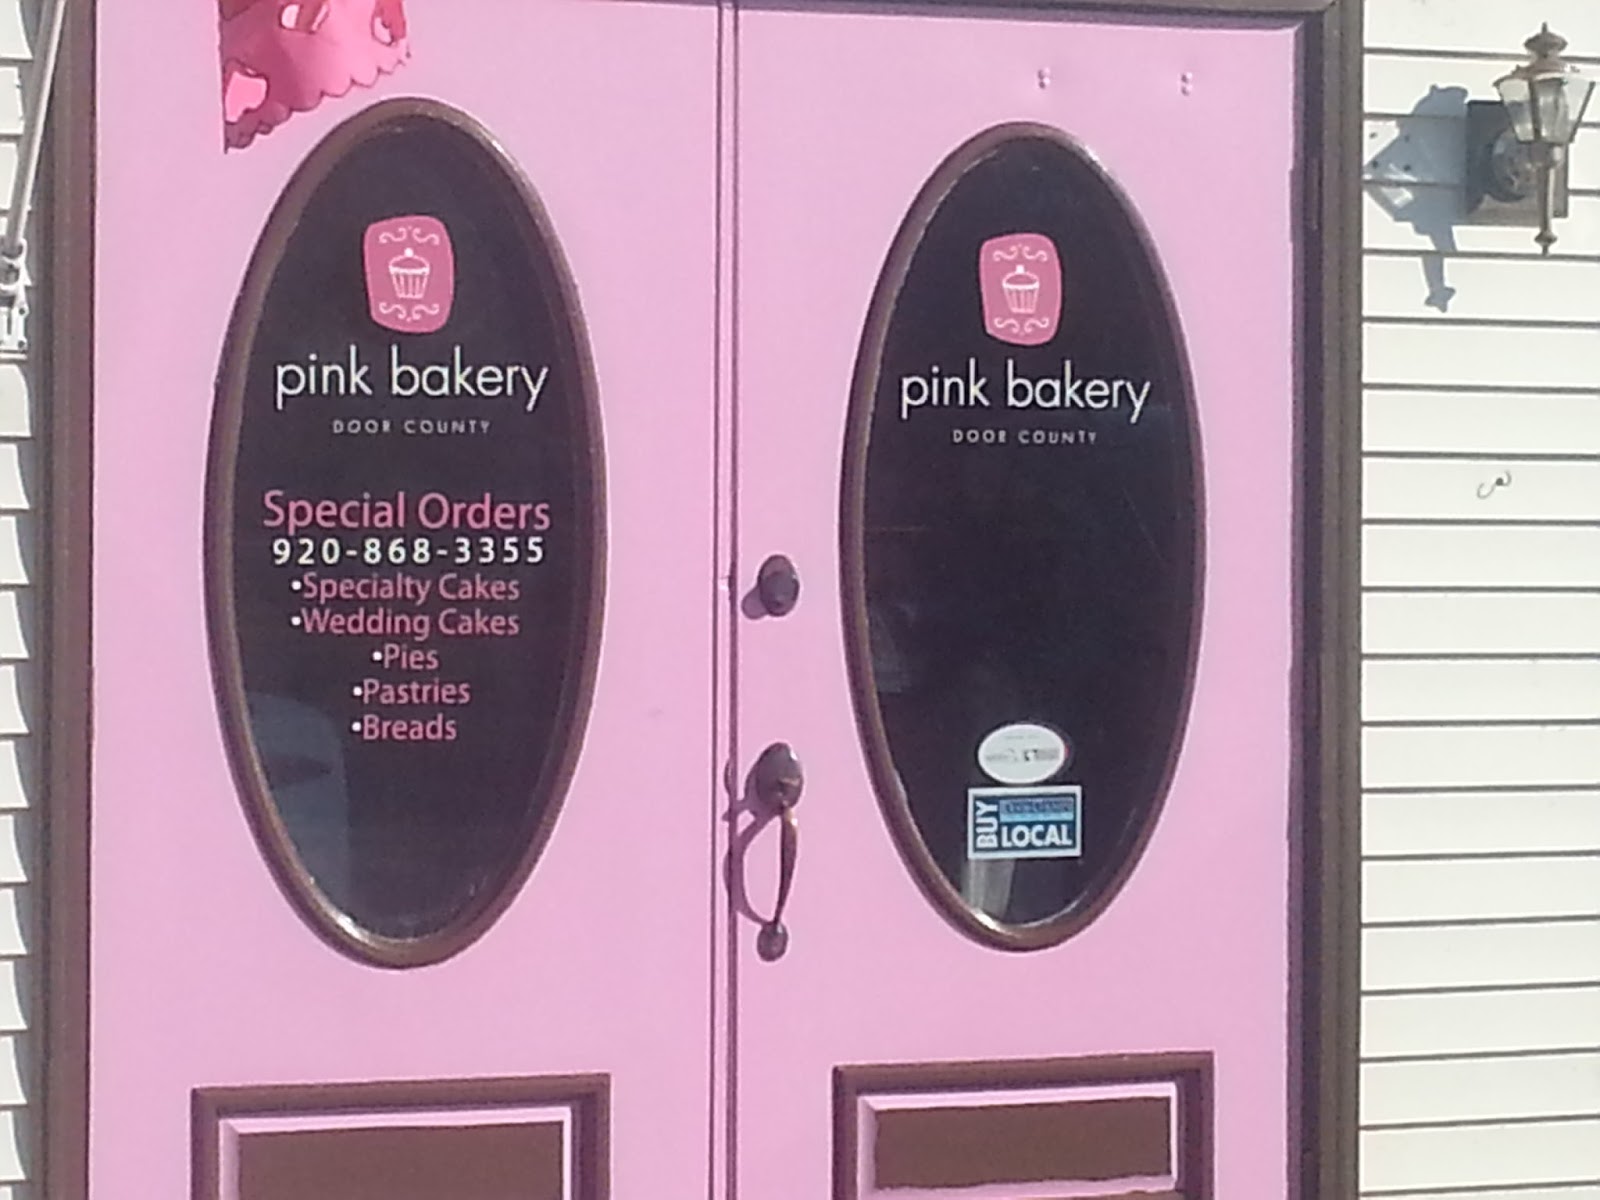 pink bakery
DOOR COUNTY
Special Orders
920-868-3355
•Specialty Cakes
•Wedding Cakes
•Pies
•Pastries
•Breads
pink bakery
DOOR COUNTY
BUY
LOCAL